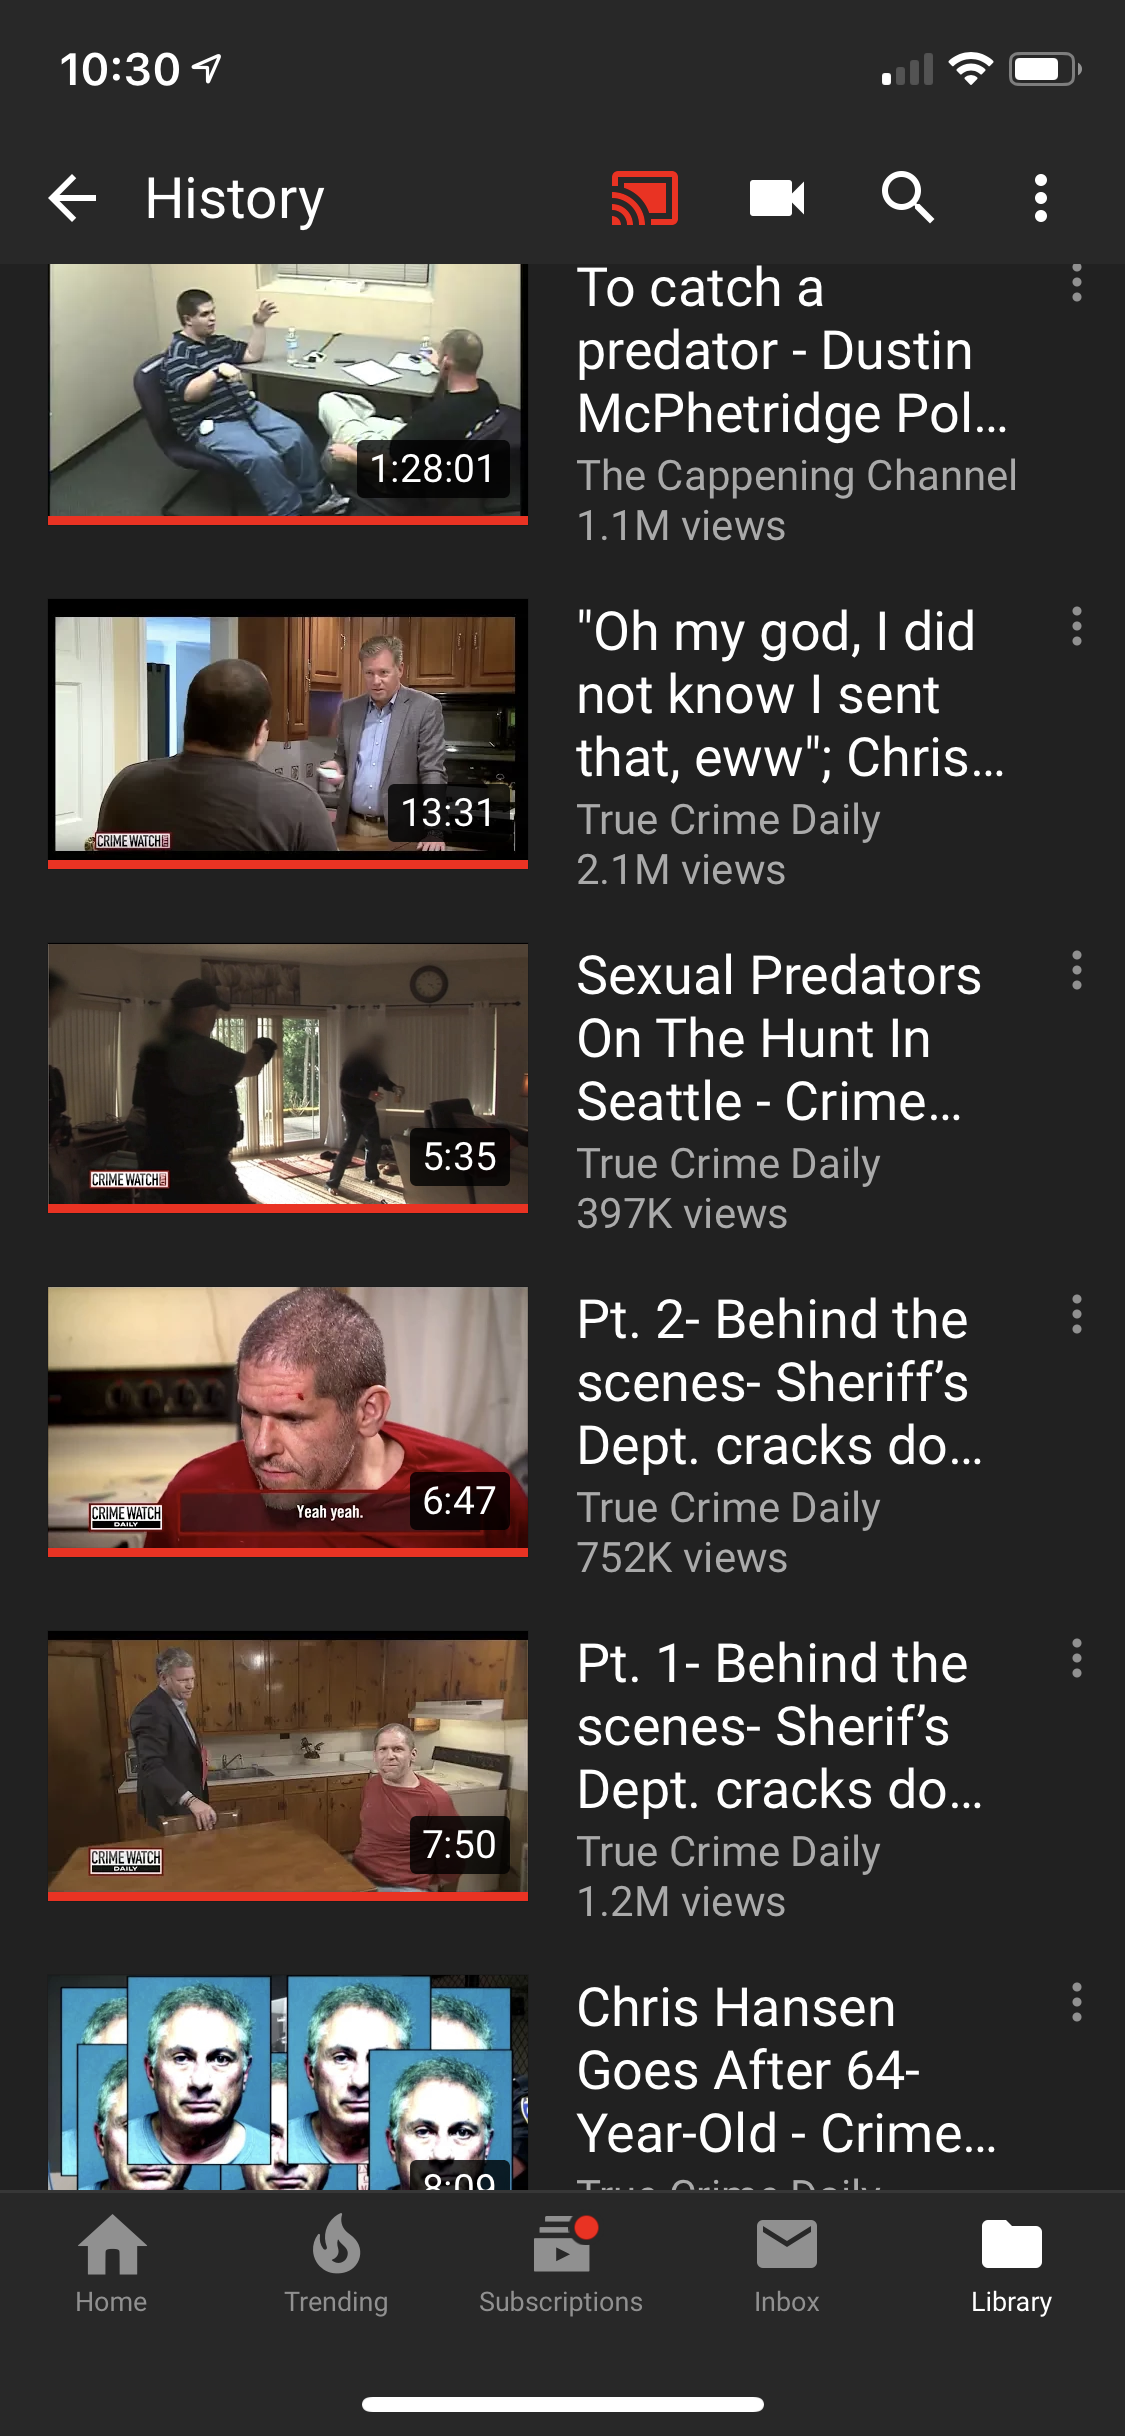 10:30
History
To catch a
predator - Dustin
McPhetridge Pol...
The Cappening Channel
1.1M views
1:28:01
"Oh my god, I did
not know I sent
that, eww"; Chris...
True Crime Daily
2.1M views
13:31
CRIME WATCH
Sexual Predators
On The Hunt In
Seattle - Crime...
True Crime Daily
397K views
5:35
CRIME WATCH
Pt. 2- Behind the
scenes- Sheriff’s
Dept. cracks do...
True Crime Daily
752K views
CRIME WATCH
DAILY
Yeah yeah.
6:47
Pt. 1- Behind the
scenes- Sherif’s
Dept. cracks do...
True Crime Daily
1.2M views
CRIME WATCH
DAILY
7:50
Chris Hansen
Goes After 64-
Year-Old - Crime...
True Crime Daily
8:09
Home
Trending
Subscriptions
Inbox
Library